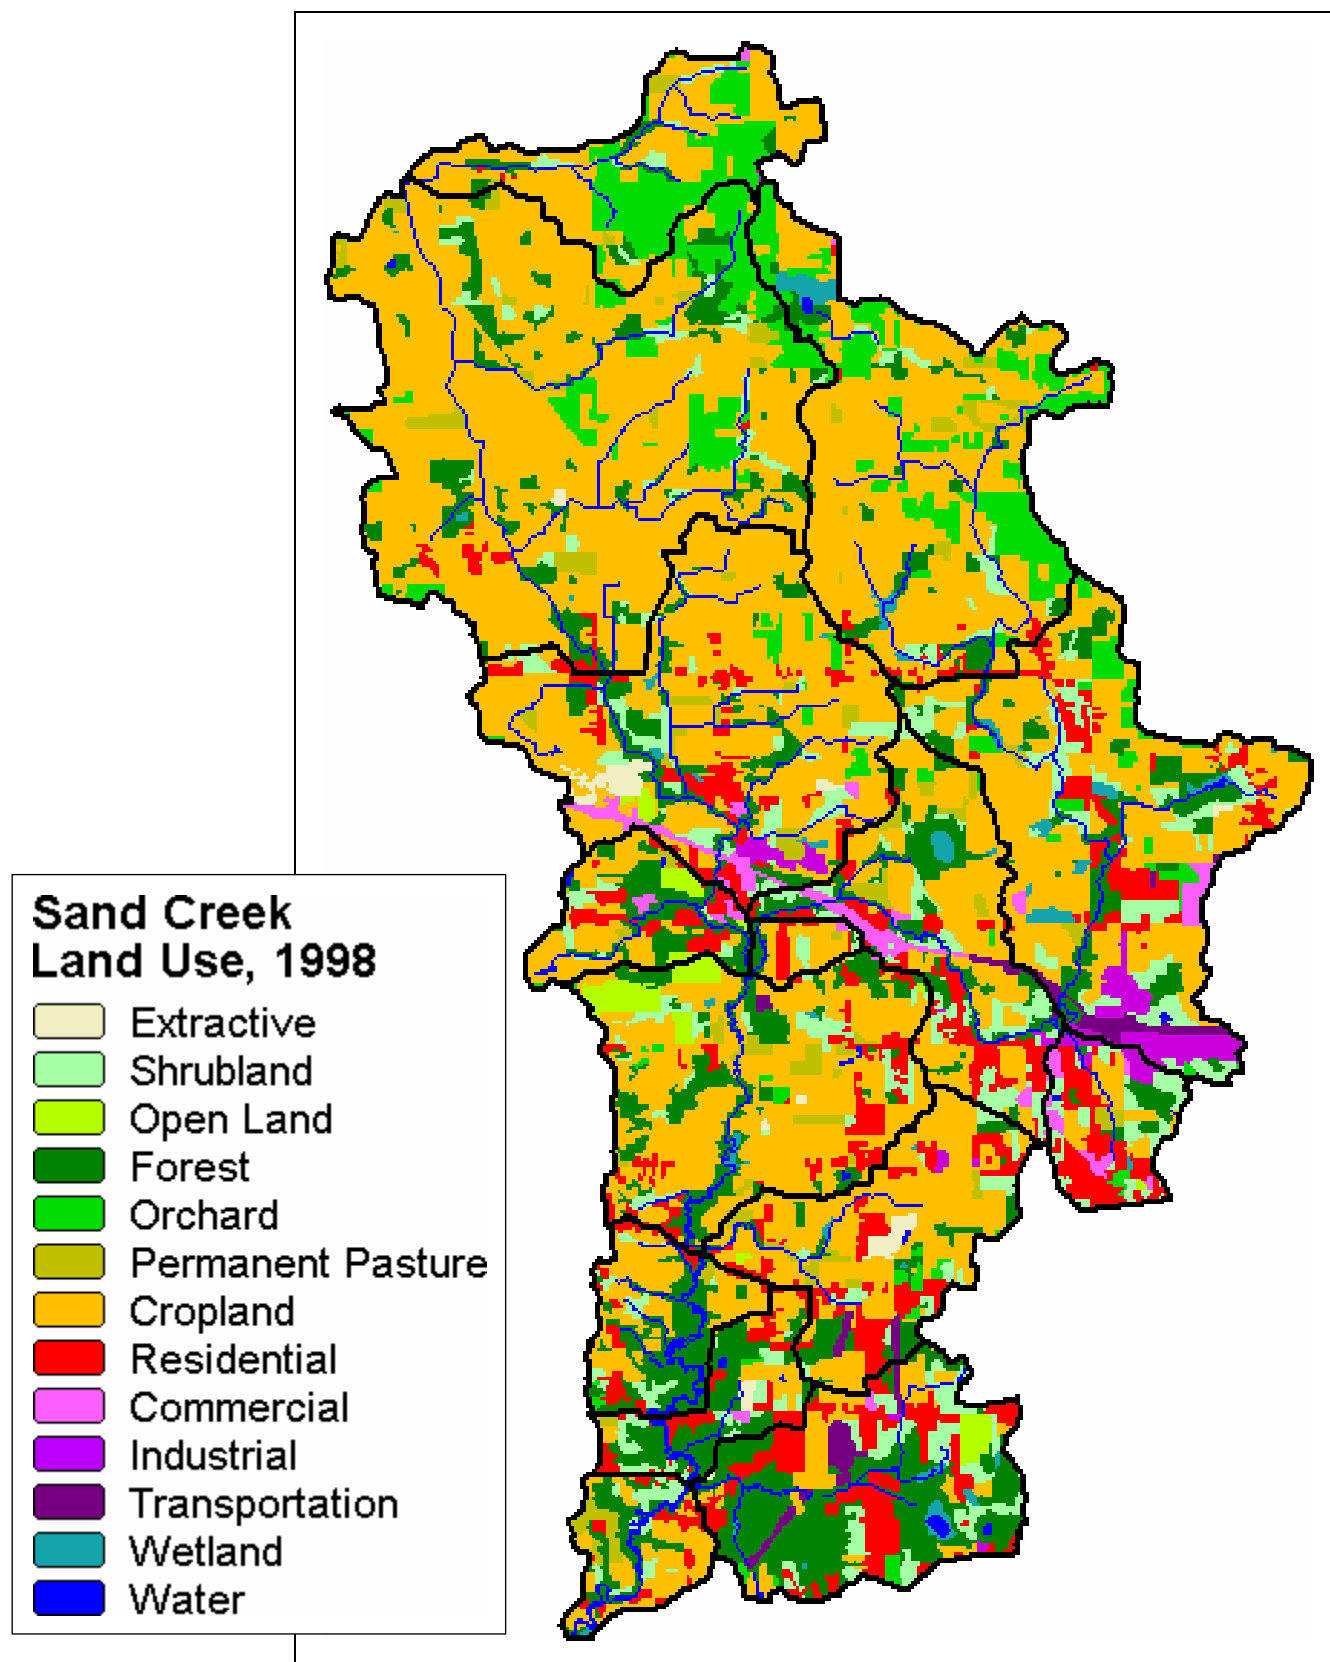 Sand Creek
Land Use, 1998
Extractive
Shrubland
Open Land
Forest
Orchard
Permanent Pasture
Cropland
Residential
Commercial
Industrial
Transportation
Wetland
Water